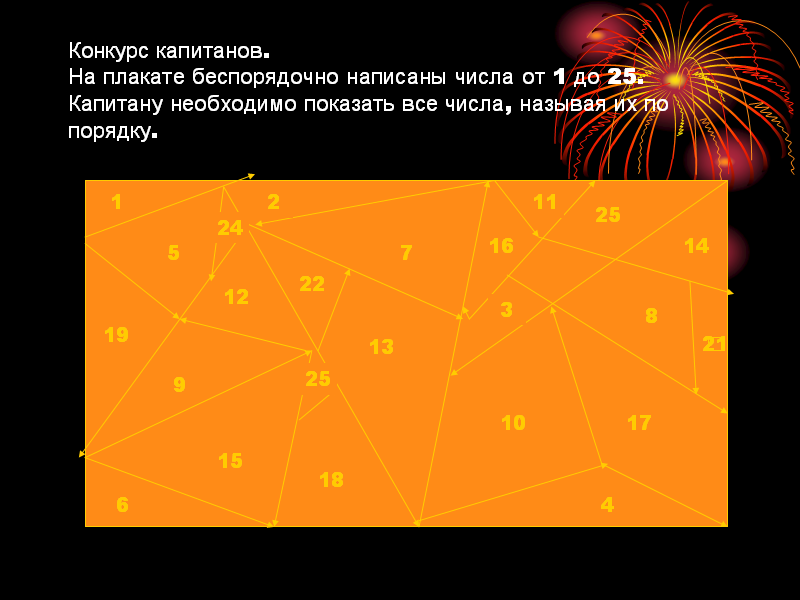 Конкурс капитанов.
На плакате беспорядочно написаны числа от 1 до 25.
Капитану необходимо показать все числа, называя их по
порядку.
1 2 11 25
24
5 7 16 14
12 22
3 8
19 13 21
9 25
10 17
15 18
6 4